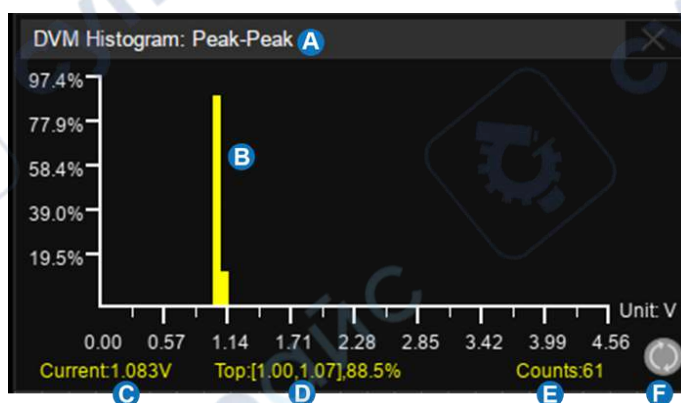 DVM Histogram: Peak-Peak A
97.4%
77.9%
B
58.4%
39.0%
19.5%
Unit: V
0.00 0.57 1.14 1.71 2.28 2.85 3.42 3.99 4.56
Current:1.083V Top:[1.00,1.07],88.5% Counts:61
C D E F